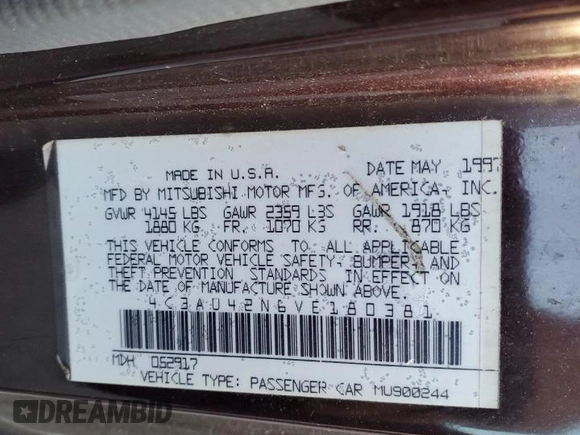 MADE IN U.S.A. DATE MAY 1997
MFD BY MITSUBISHI MOTOR MFG. OF AMERICA, INC.
GVWR 4145 LBS GAWR 2359 LBS GAWR 1918 LBS
1880 KG FR. 1070 KG RR. 870 KG
THIS VEHICLE CONFORMS TO ALL APPLICABLE
FEDERAL MOTOR VEHICLE SAFETY, BUMPER, AND
THEFT PREVENTION STANDARDS IN EFFECT ON
THE DATE OF MANUFACTURE SHOWN ABOVE.
4C3AU42N6VE180381
MDH 052917
VEHICLE TYPE: PASSENGER CAR MU900244
DREAMBID